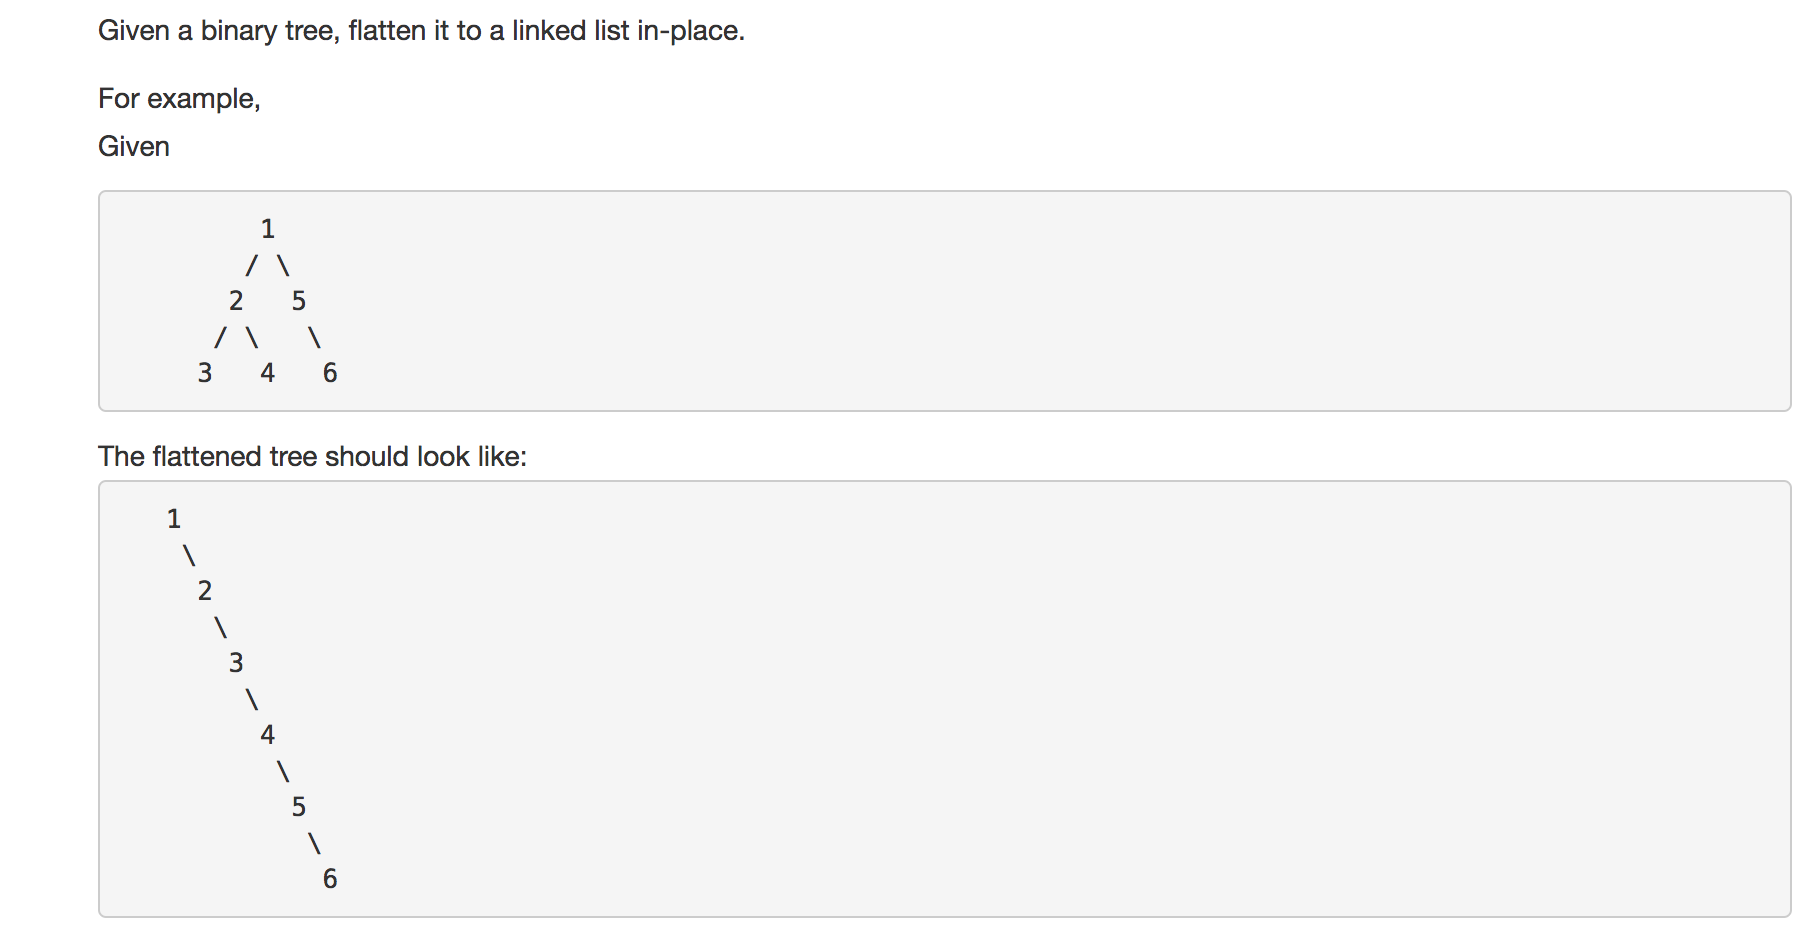 Given a binary tree, flatten it to a linked list in-place.
For example,
Given
1
/ \
2   5
/ \   \
3   4   6
The flattened tree should look like:
1
\
2
\
3
\
4
\
5
\
6